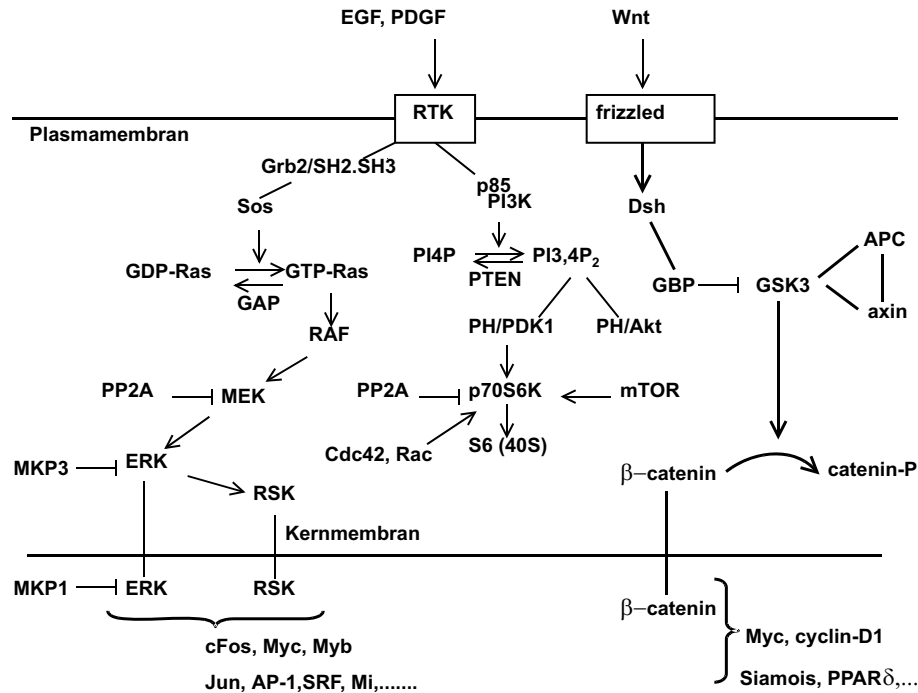 EGF, PDGF
Wnt
RTK
frizzled
Plasmamembran
Grb2/SH2.SH3
p85
PI3K
Sos
Dsh
APC
GDP-Ras
GTP-Ras
GAP
PI4P
PI3,4P2
PTEN
GBP
GSK3
axin
RAF
PH/PDK1
PH/Akt
PP2A
MEK
PP2A
p70S6K
mTOR
Cdc42, Rac
S6 (40S)
MKP3
ERK
RSK
β–catenin
catenin-P
Kernmembran
MKP1
ERK
RSK
β–catenin
cFos, Myc, Myb
Jun, AP-1,SRF, Mi,.......
Myc, cyclin-D1
Siamois, PPARδ,...